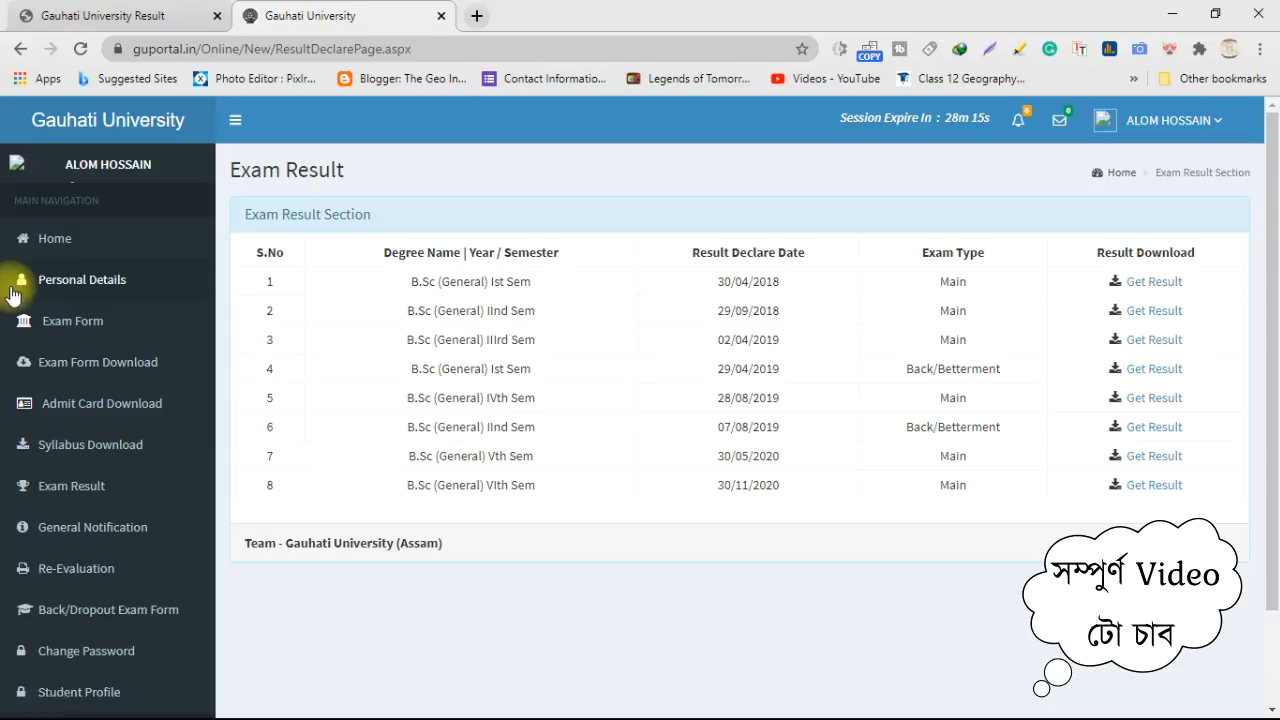 Gauhati University Result
Gauhati University
guportal.in/Online/New/ResultDeclarePage.aspx
COPY
Apps
Suggested Sites
Photo Editor : Pixlr...
Blogger: The Geo In...
Contact Informatio...
Legends of Tomorr...
Videos - YouTube
Class 12 Geography...
»
Other bookmarks
Gauhati University
Session Expire In : 28m 15s
ALOM HOSSAIN
ALOM HOSSAIN
MAIN NAVIGATION
Home
Personal Details
Exam Form
Exam Form Download
Admit Card Download
Syllabus Download
Exam Result
General Notification
Re-Evaluation
Back/Dropout Exam Form
Change Password
Student Profile
Exam Result
Home > Exam Result Section
Exam Result Section
S.No Degree Name | Year / Semester Result Declare Date Exam Type Result Download
1 B.Sc (General) Ist Sem 30/04/2018 Main Get Result
2 B.Sc (General) IInd Sem 29/09/2018 Main Get Result
3 B.Sc (General) IIIrd Sem 02/04/2019 Main Get Result
4 B.Sc (General) Ist Sem 29/04/2019 Back/Betterment Get Result
5 B.Sc (General) IVth Sem 28/08/2019 Main Get Result
6 B.Sc (General) IInd Sem 07/08/2019 Back/Betterment Get Result
7 B.Sc (General) Vth Sem 30/05/2020 Main Get Result
8 B.Sc (General) VIth Sem 30/11/2020 Main Get Result
Team - Gauhati University (Assam)
সম্পুৰ্ণ Video
টো চাব